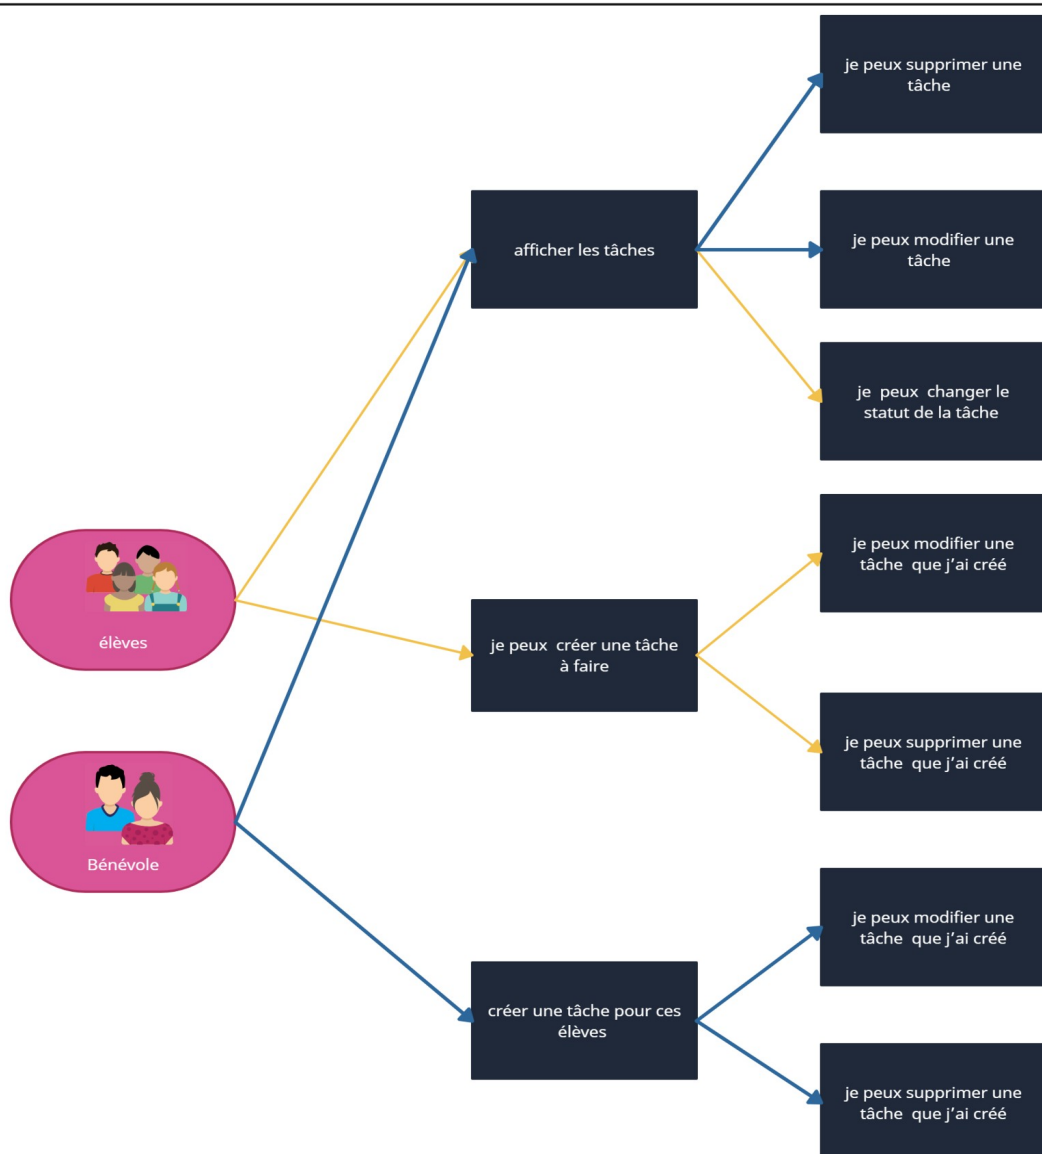 je peux supprimer une
tâche
afficher les tâches
je peux modifier une
tâche
je  peux  changer le
statut de la tâche
je peux modifier une
tâche  que j'ai créé
élèves
je peux  créer une tâche
à faire
je peux supprimer une
tâche  que j'ai créé
Bénévole
je peux modifier une
tâche  que j'ai créé
créer une tâche pour ces
élèves
je peux supprimer une
tâche  que j'ai créé